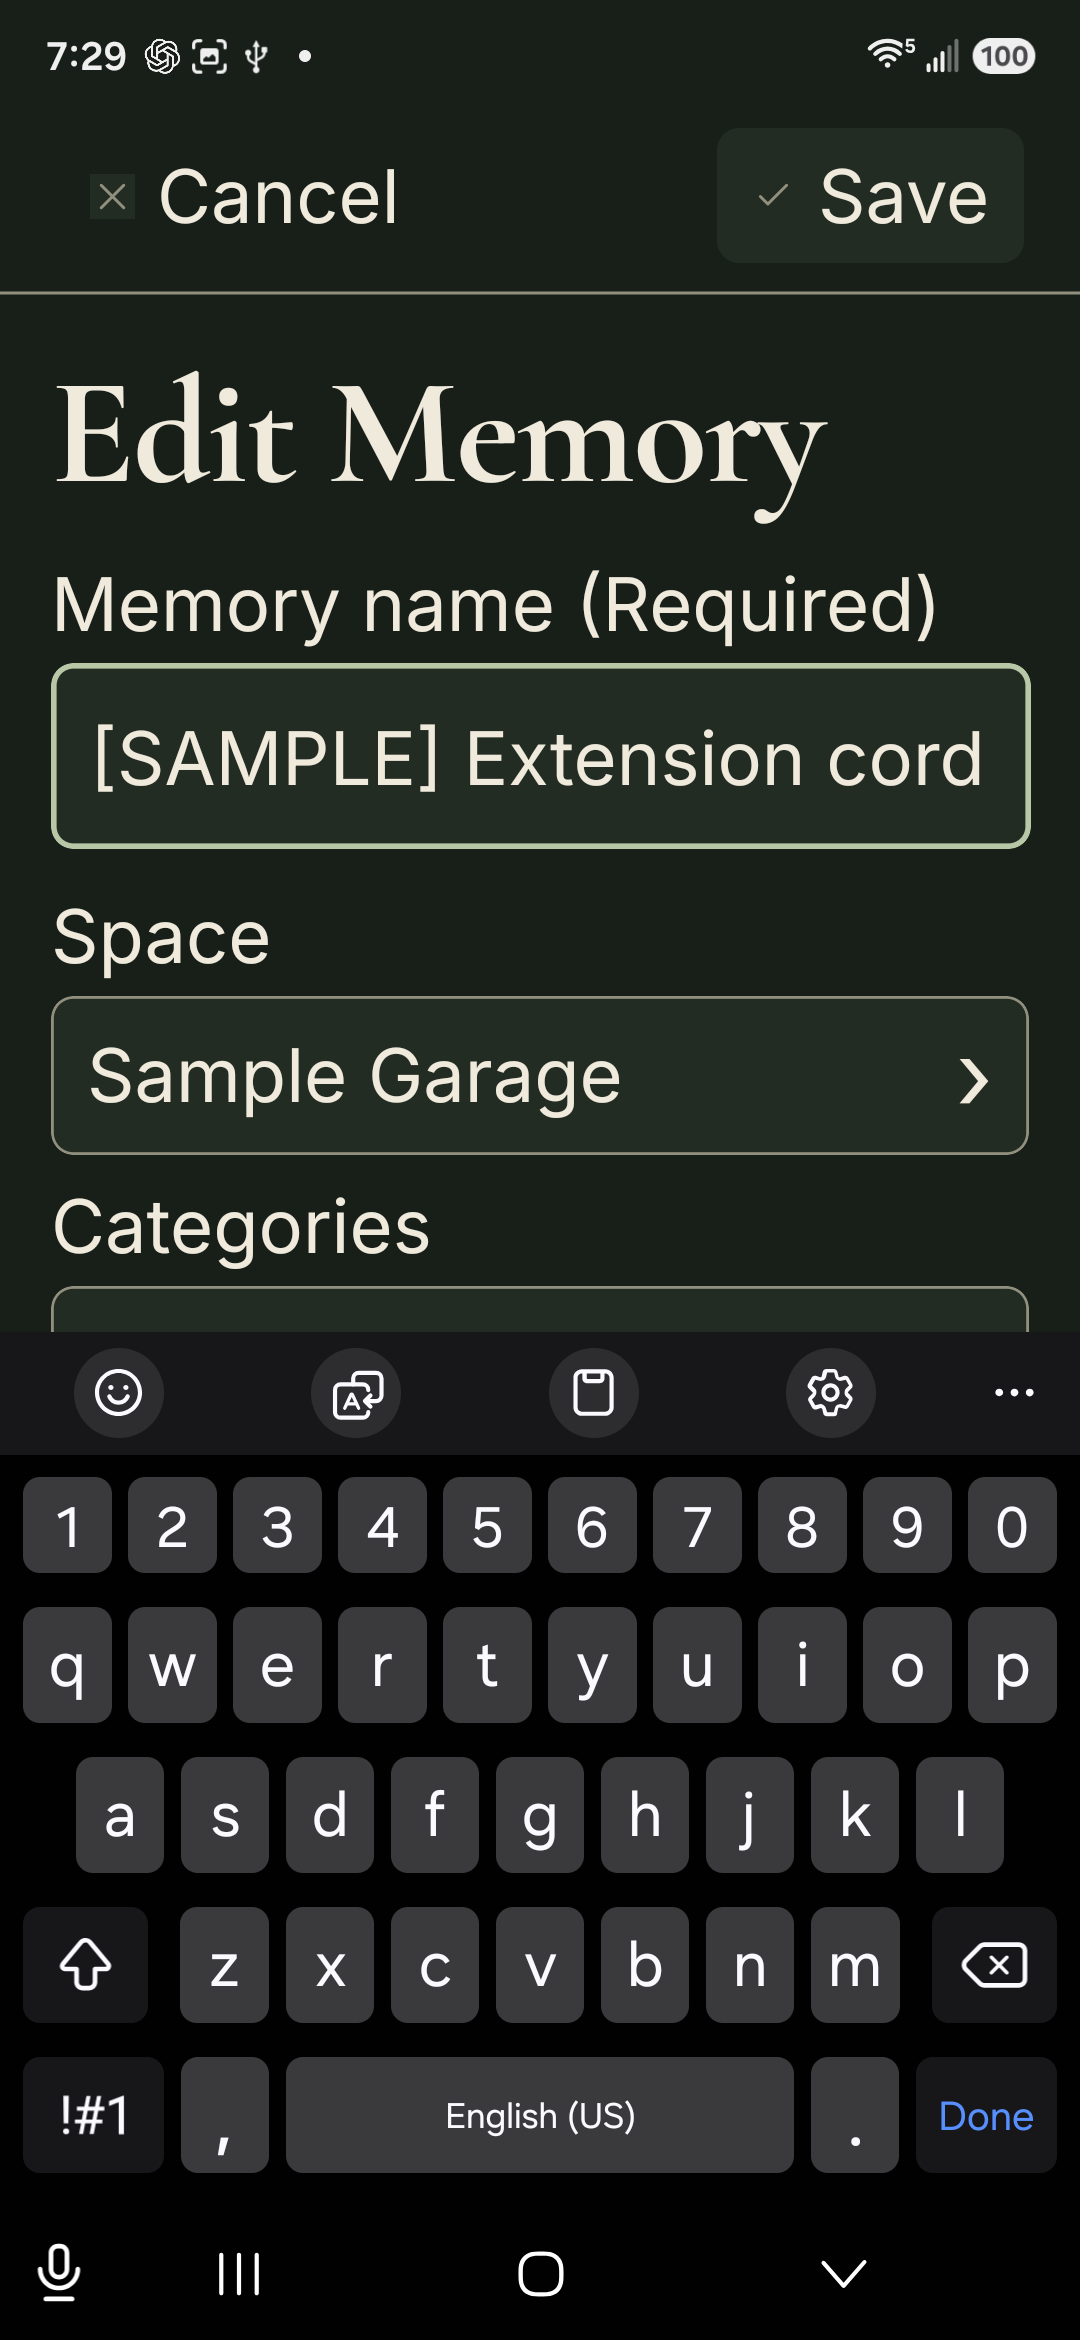 7:29
5
100
Cancel
Save
Edit Memory
Memory name (Required)
[SAMPLE] Extension cord
Space
Sample Garage
Categories
A
1 2 3 4 5 6 7 8 9 0
q w e r t y u i o p
a s d f g h j k l
z x c v b n m
!#1 , English (US) . Done